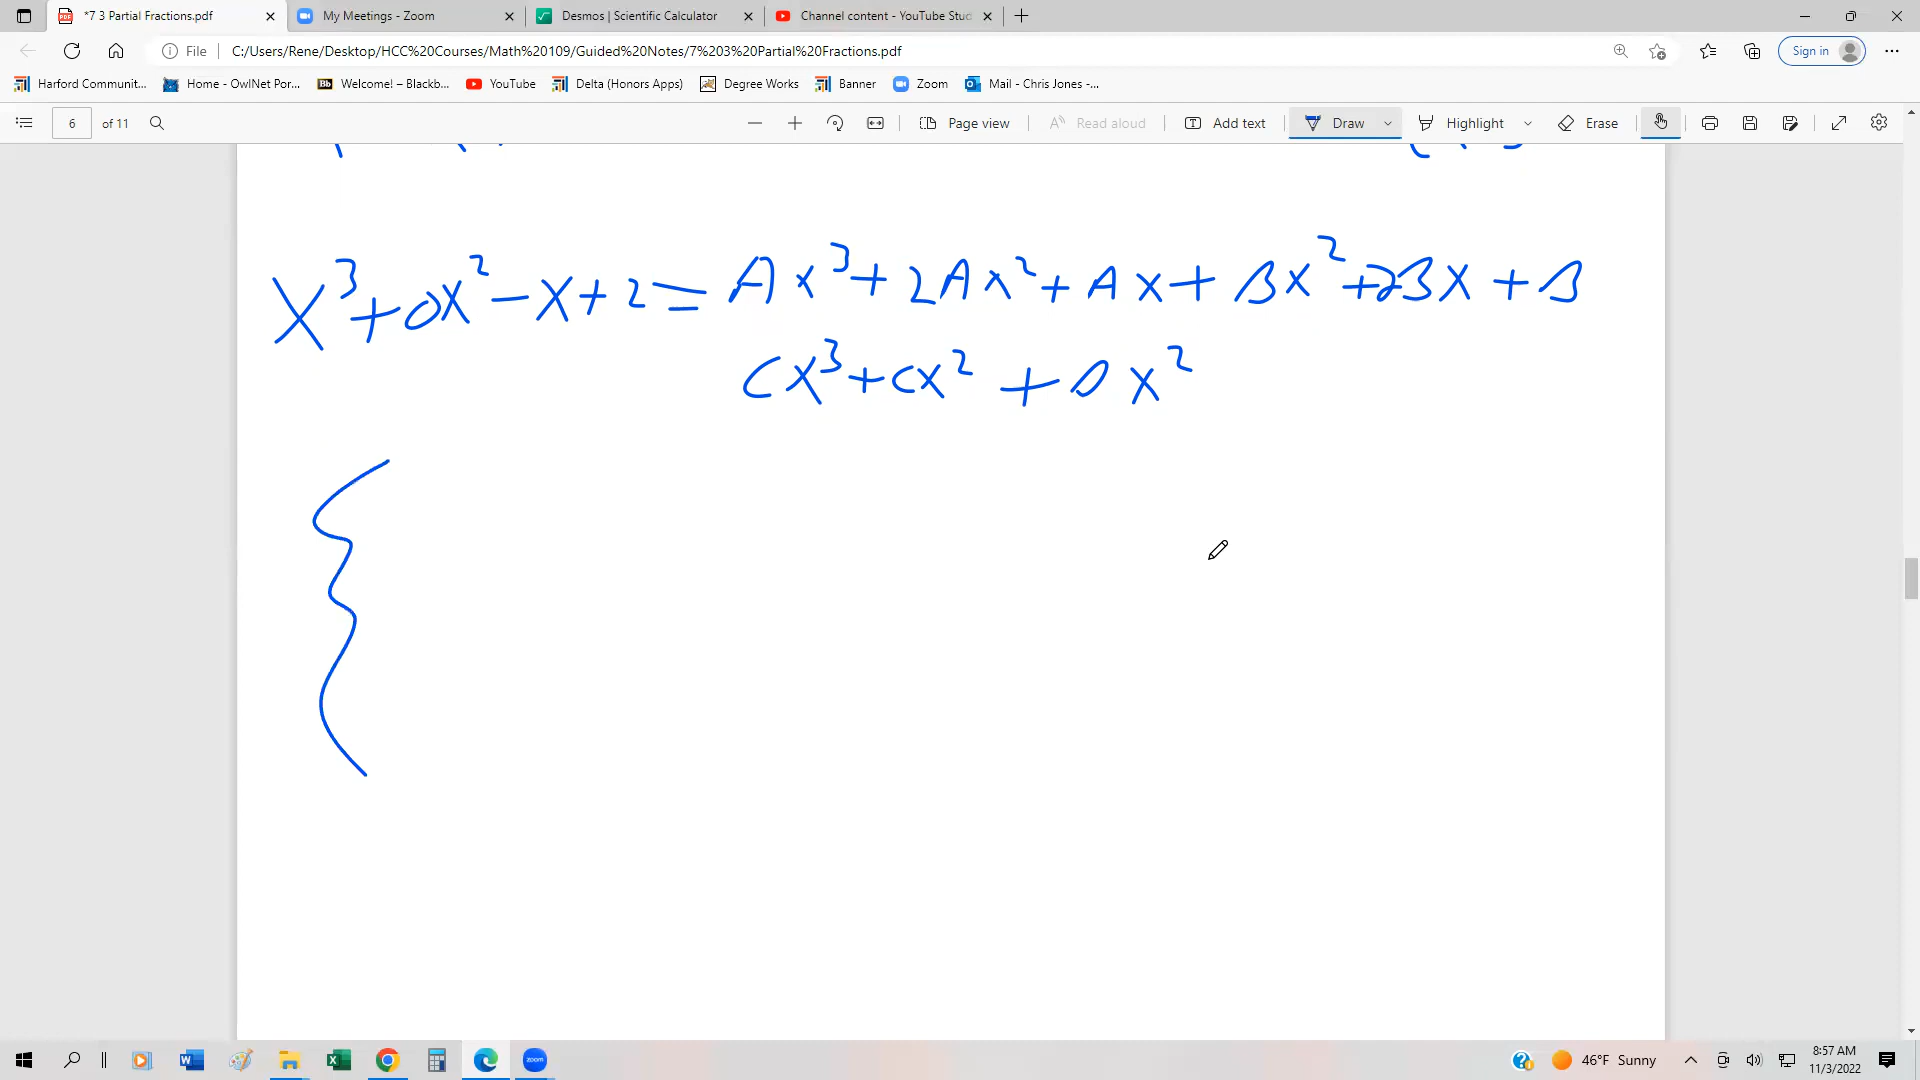 *7 3 Partial Fractions.pdf
My Meetings - Zoom
Desmos | Scientific Calculator
Channel content - YouTube Stud
File
C:/Users/Rene/Desktop/HCC%20Courses/Math%20109/Guided%20Notes/7%203%20Partial%20Fractions.pdf
Sign in
Harford Communit...
Home - OwlNet Por...
Bb Welcome! – Blackb...
YouTube
Delta (Honors Apps)
Degree Works
Banner
Zoom
Mail - Chris Jones -...
6 of 11
Page view
Read aloud
Add text
Draw
Highlight
Erase
X³+0X²-X+2=AX³+2AX²+AX+BX²+2BX+B
CX³+CX²+DX²
46°F Sunny
8:57 AM
11/3/2022